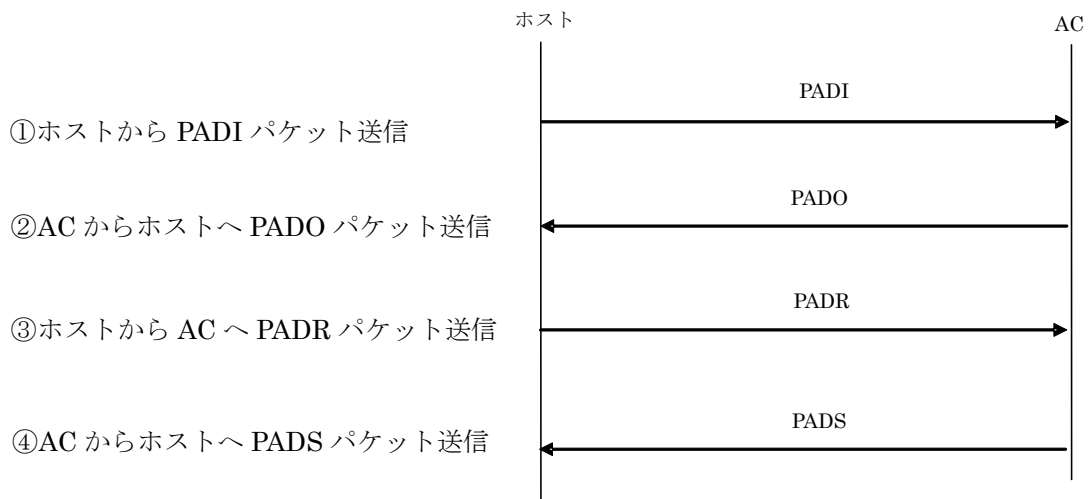 ホスト
AC
PADI
①ホストから PADI パケット送信
PADO
②AC からホストへ PADO パケット送信
PADR
③ホストから AC へ PADR パケット送信
PADS
④AC からホストへ PADS パケット送信